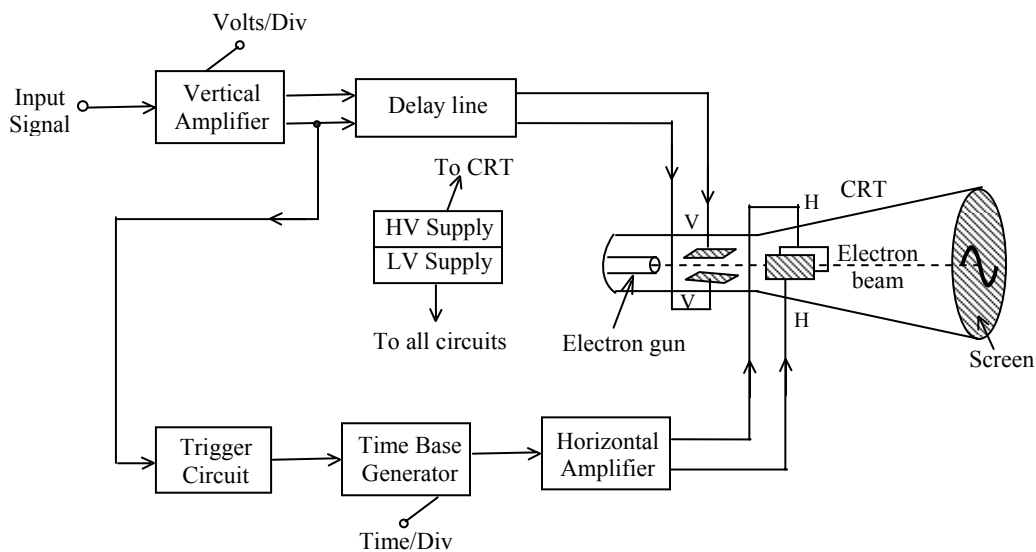 Volts/Div
Input
Signal
Vertical
Amplifier
Delay line
To CRT
HV Supply
LV Supply
To all circuits
V
V
H
H
CRT
Electron
beam
Electron gun
Screen
Trigger
Circuit
Time Base
Generator
Horizontal
Amplifier
Time/Div